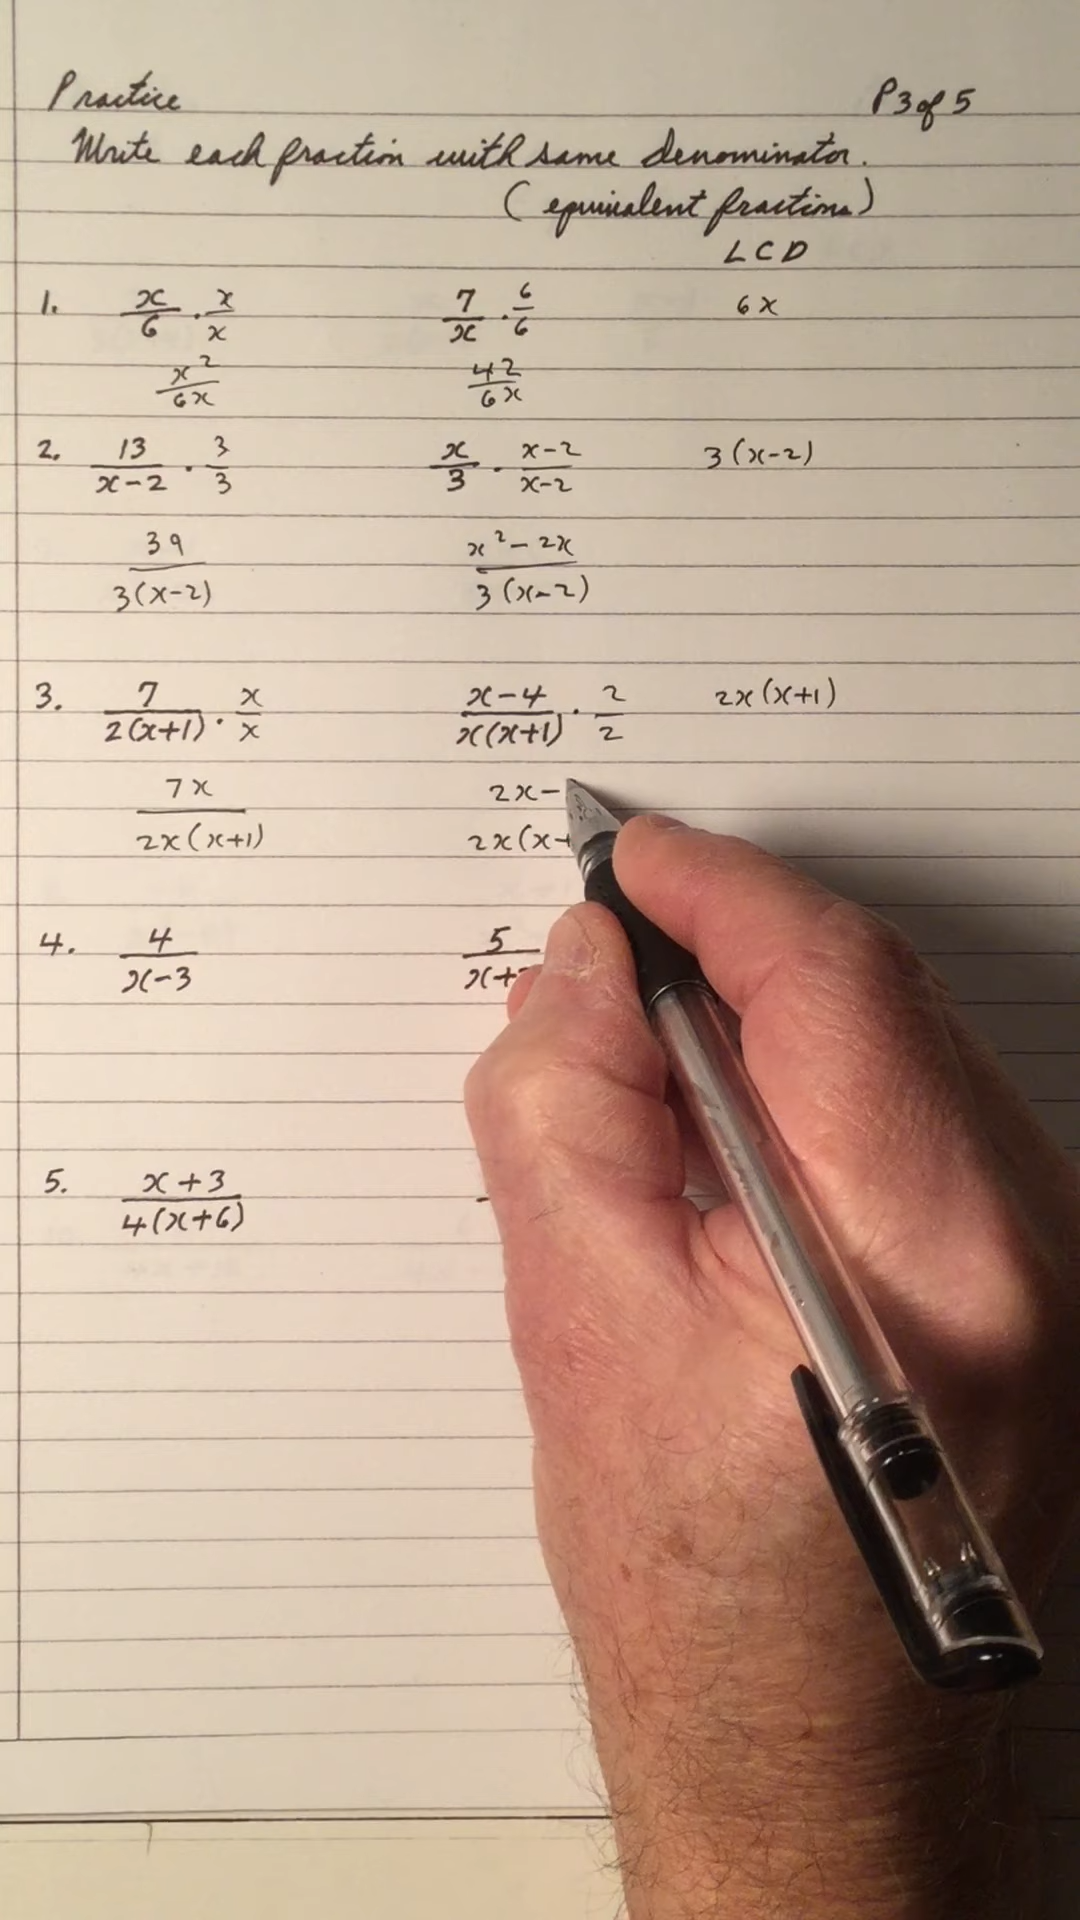 Practice P 3 of 5
Write each fraction with same denominator.
(equivalent fractions)
LCD
1. x/6 · x/x 7/x · 6/6 6x
x²/6x 42/6x
2. 13/x-2 · 3/3 x/3 · x-2/x-2 3(x-2)
39/3(x-2) x²-2x/3(x-2)
3. 7/2(x+1) · x/x x-4/x(x+1) · 2/2 2x(x+1)
7x/2x(x+1) 2x-/2x(x+
4. 4/x-3 5/x+
5. x+3/4(x+6)